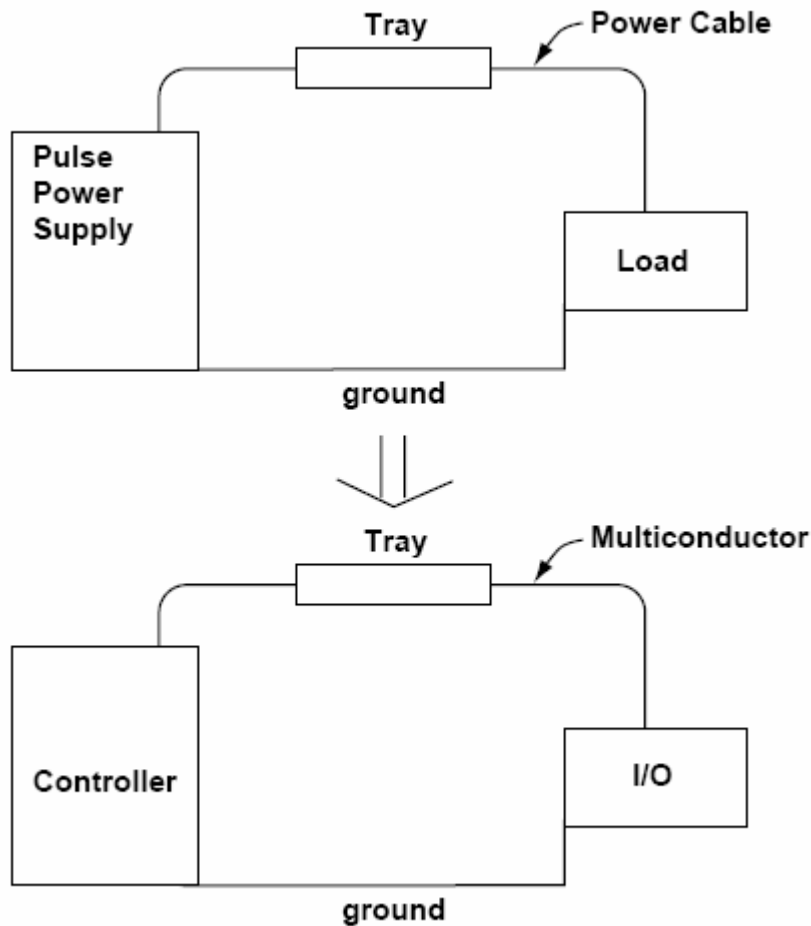 Tray
Power Cable
Pulse
Power
Supply
Load
ground
Tray
Multiconductor
Controller
I/O
ground